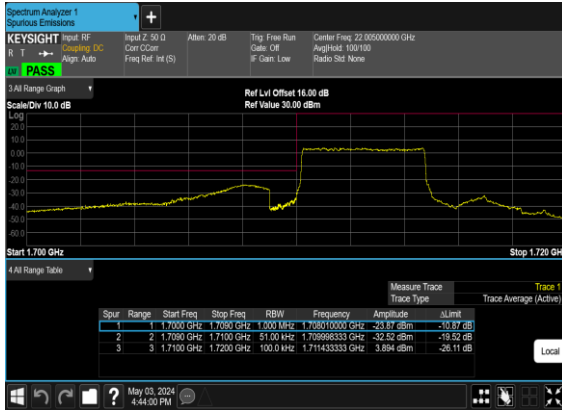 Spectrum Analyzer 1
Spurious Emissions
+
KEYSIGHT Input: RF Input Z: 50 Ω Atten: 20 dB Trig: Free Run Center Freq: 22.005000000 GHz
R T Coupling: DC Corr CCorr Gate: Off Avg|Hold: 100/100
Align: Auto Freq Ref: Int (S) IF Gain: Low Radio Std: None
PASS
3 All Range Graph
Ref Lvl Offset 16.00 dB
Scale/Div 10.0 dB Ref Value 30.00 dBm
Log
20.0
10.0
0.00
-10.0
-20.0
-30.0
-40.0
-50.0
-60.0
Start 1.700 GHz Stop 1.720 GH
4 All Range Table
Measure Trace Trace 1
Trace Type Trace Average (Active)
Spur Range Start Freq Stop Freq RBW Frequency Amplitude ΔLimit
1 1 1.7000 GHz 1.7090 GHz 1.000 MHz 1.708010000 GHz -23.87 dBm -10.87 dB
2 2 1.7090 GHz 1.7100 GHz 51.00 kHz 1.709998333 GHz -32.52 dBm -19.52 dB
3 3 1.7100 GHz 1.7200 GHz 100.0 kHz 1.711433333 GHz 3.894 dBm -26.11 dB
Local
?
May 03, 2024
4:44:00 PM